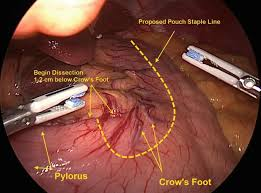 Proposed Pouch Staple Line
Begin Dissection
1-2 cm below Crow's Foot
Pylorus
Crow's Foot